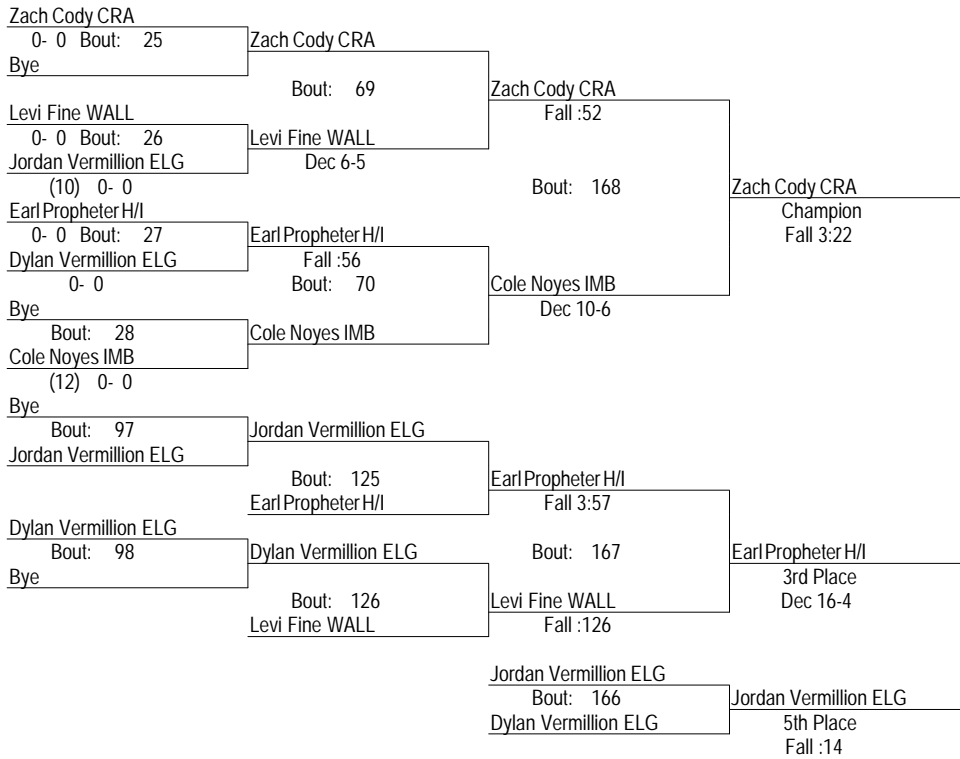 Zach Cody CRA
0- 0 Bout: 25
Bye
Zach Cody CRA
Bout: 69
Levi Fine WALL
0- 0 Bout: 26
Jordan Vermillion ELG
(10) 0- 0
Levi Fine WALL
Dec 6-5
Zach Cody CRA
Fall :52
Bout: 168
Earl Propheter H/I
0- 0 Bout: 27
Dylan Vermillion ELG
0- 0
Earl Propheter H/I
Fall :56
Bout: 70
Bye
Bout: 28
Cole Noyes IMB
(12) 0- 0
Cole Noyes IMB
Cole Noyes IMB
Dec 10-6
Zach Cody CRA
Champion
Fall 3:22
Bye
Bout: 97
Jordan Vermillion ELG
Jordan Vermillion ELG
Bout: 125
Earl Propheter H/I
Earl Propheter H/I
Fall 3:57
Bout: 167
Dylan Vermillion ELG
Bout: 98
Bye
Dylan Vermillion ELG
Bout: 126
Levi Fine WALL
Levi Fine WALL
Fall :126
Earl Propheter H/I
3rd Place
Dec 16-4
Jordan Vermillion ELG
Bout: 166
Dylan Vermillion ELG
Jordan Vermillion ELG
5th Place
Fall :14